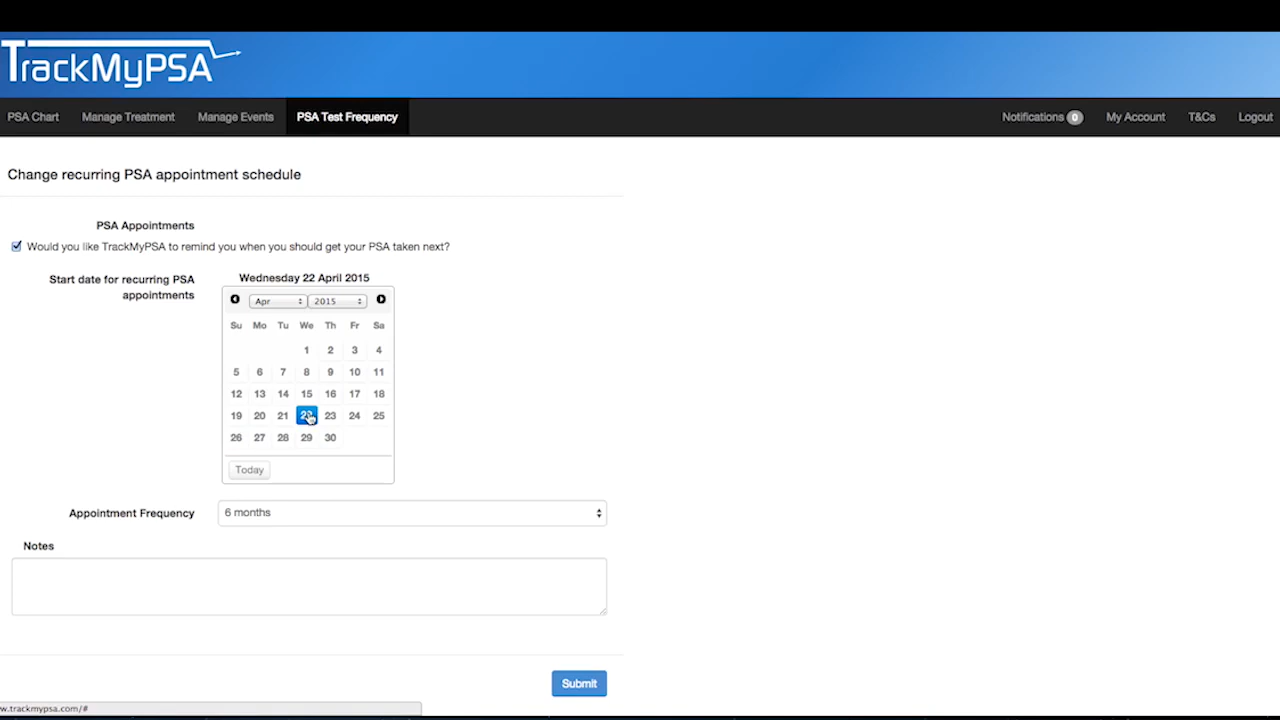 TrackMyPSA
PSA Chart Manage Treatment Manage Events PSA Test Frequency Notifications 0 My Account T&Cs Logout
Change recurring PSA appointment schedule
PSA Appointments
Would you like TrackMyPSA to remind you when you should get your PSA taken next?
Start date for recurring PSA
appointments
Wednesday 22 April 2015
Apr 2015
Su Mo Tu We Th Fr Sa
1 2 3 4
5 6 7 8 9 10 11
12 13 14 15 16 17 18
19 20 21 22 23 24 25
26 27 28 29 30
Today
Appointment Frequency 6 months
Notes
Submit
w.trackmypsa.com/#